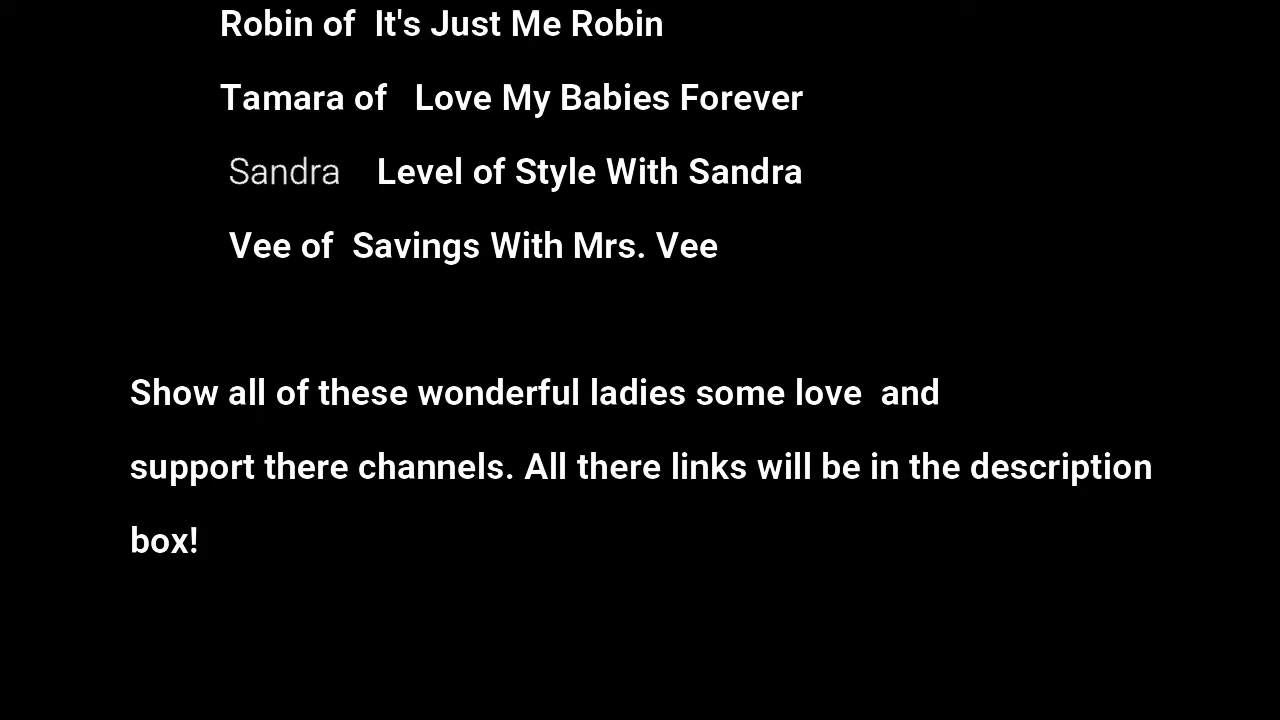 Robin of  It's Just Me Robin
Tamara of   Love My Babies Forever
Sandra    Level of Style With Sandra
Vee of  Savings With Mrs. Vee
Show all of these wonderful ladies some love  and
support there channels. All there links will be in the description
box!